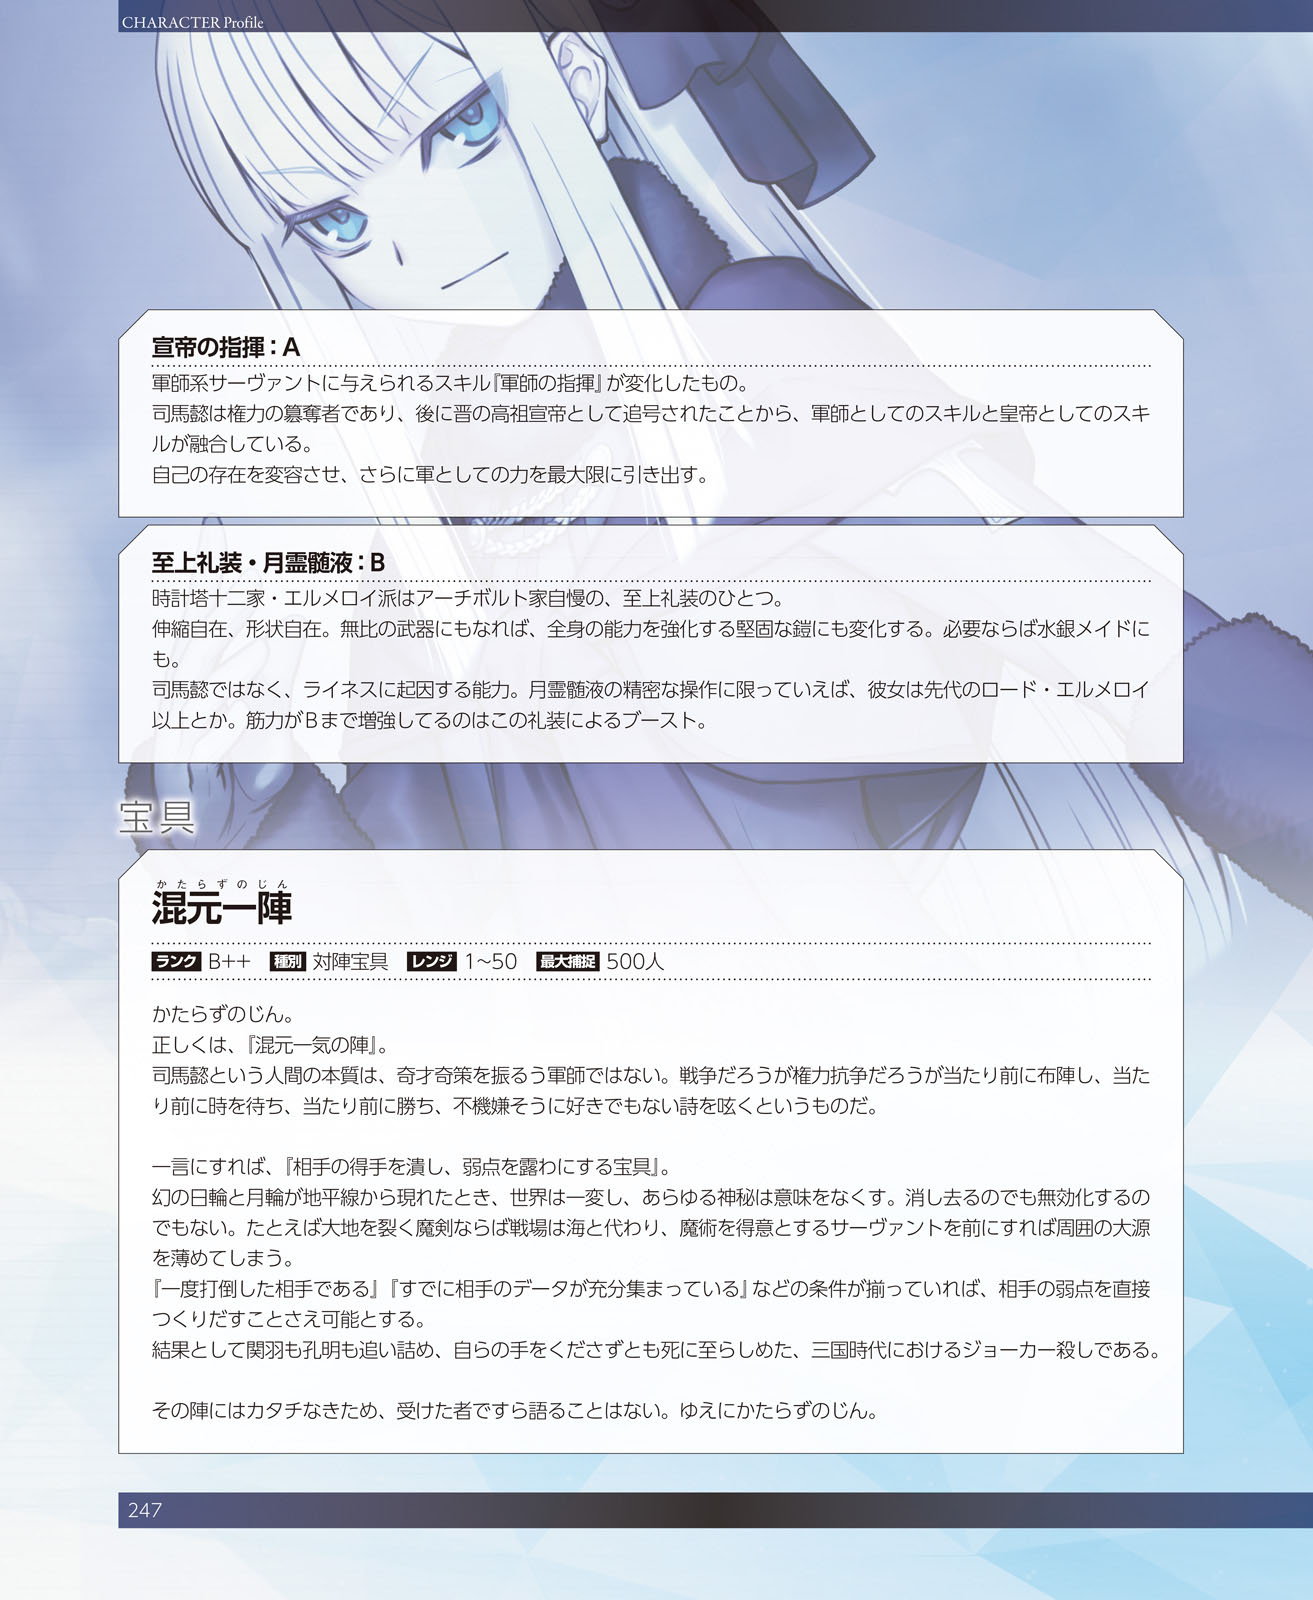 CHARACTER Profile
宣帝の指揮：A
軍師系サーヴァントに与えられるスキル『軍師の指揮』が変化したもの。
司馬懿は権力の簒奪者であり、後に晋の高祖宣帝として追号されたことから、軍師としてのスキルと皇帝としてのスキ
ルが融合している。
自己の存在を変容させ、さらに軍としての力を最大限に引き出す。
至上礼装・月霊髄液：B
時計塔十二家・エルメロイ派はアーチボルト家自慢の、至上礼装のひとつ。
伸縮自在、形状自在。無比の武器にもなれば、全身の能力を強化する堅固な鎧にも変化する。必要ならば水銀メイドに
も。
司馬懿ではなく、ライネスに起因する能力。月霊髄液の精密な操作に限っていえば、彼女は先代のロード・エルメロイ
以上とか。筋力がBまで増強してるのはこの礼装によるブースト。
宝具
かたらずのじん
混元一陣
ランク B++ 種別 対陣宝具 レンジ 1～50 最大捕捉 500人
かたらずのじん。
正しくは、『混元一気の陣』。
司馬懿という人間の本質は、奇才奇策を振るう軍師ではない。戦争だろうが権力抗争だろうが当たり前に布陣し、当た
り前に時を待ち、当たり前に勝ち、不機嫌そうに好きでもない詩を呟くというものだ。
一言にすれば、『相手の得手を潰し、弱点を露わにする宝具』。
幻の日輪と月輪が地平線から現れたとき、世界は一変し、あらゆる神秘は意味をなくす。消し去るのでも無効化するの
でもない。たとえば大地を裂く魔剣ならば戦場は海と代わり、魔術を得意とするサーヴァントを前にすれば周囲の大源
を薄めてしまう。
『一度打倒した相手である』『すでに相手のデータが充分集まっている』などの条件が揃っていれば、相手の弱点を直接
つくりだすことさえ可能とする。
結果として関羽も孔明も追い詰め、自らの手をくださずとも死に至らしめた、三国時代におけるジョーカー殺しである。
その陣にはカタチなきため、受けた者ですら語ることはない。ゆえにかたらずのじん。
247